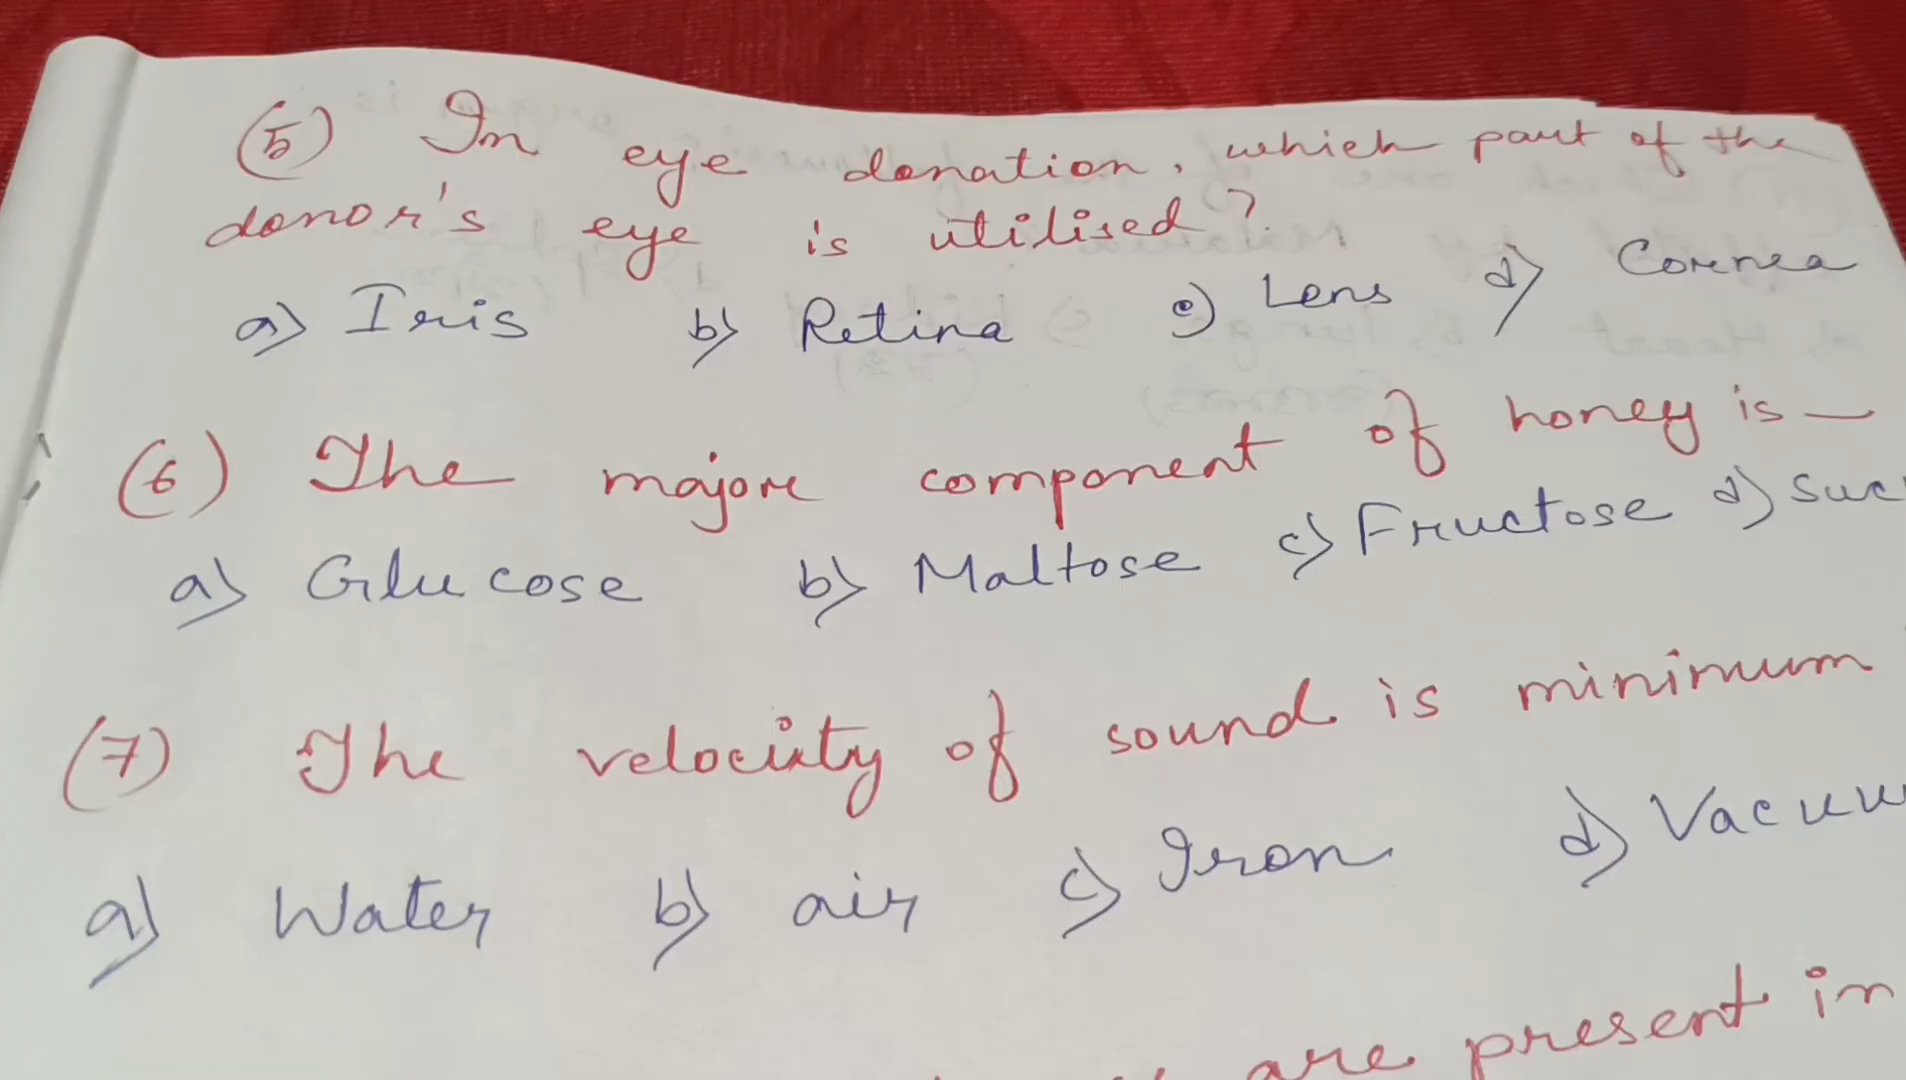 (5) In eye donation, which part of the
donor's eye is utilised?
a) Iris b) Retina c) Lens d) Cornea
(6) The major component of honey is —
a) Glucose b) Maltose c) Fructose d) Suc
(7) The velocity of sound is minimum
a) Water b) air c) Iron d) Vacuu
are present in